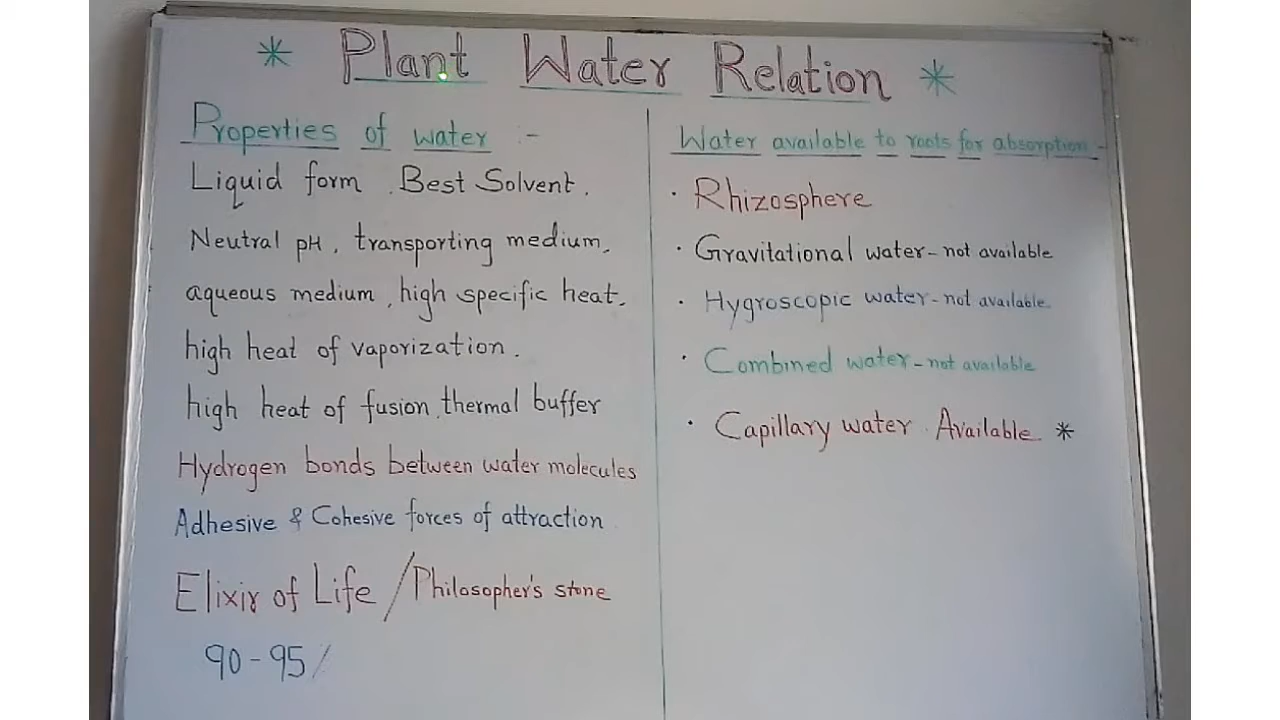 * Plant Water Relation *
Properties of water :-
Liquid form. Best Solvent.
Neutral pH, transporting medium,
aqueous medium, high specific heat,
high heat of vaporization.
high heat of fusion, thermal buffer
Hydrogen bonds between water molecules
Adhesive & Cohesive forces of attraction
Elixir of Life / Philosopher's stone
90-95%
Water available to roots for absorption:-
· Rhizosphere
· Gravitational water - not available
· Hygroscopic water - not available
· Combined water - not available
· Capillary water. Available *